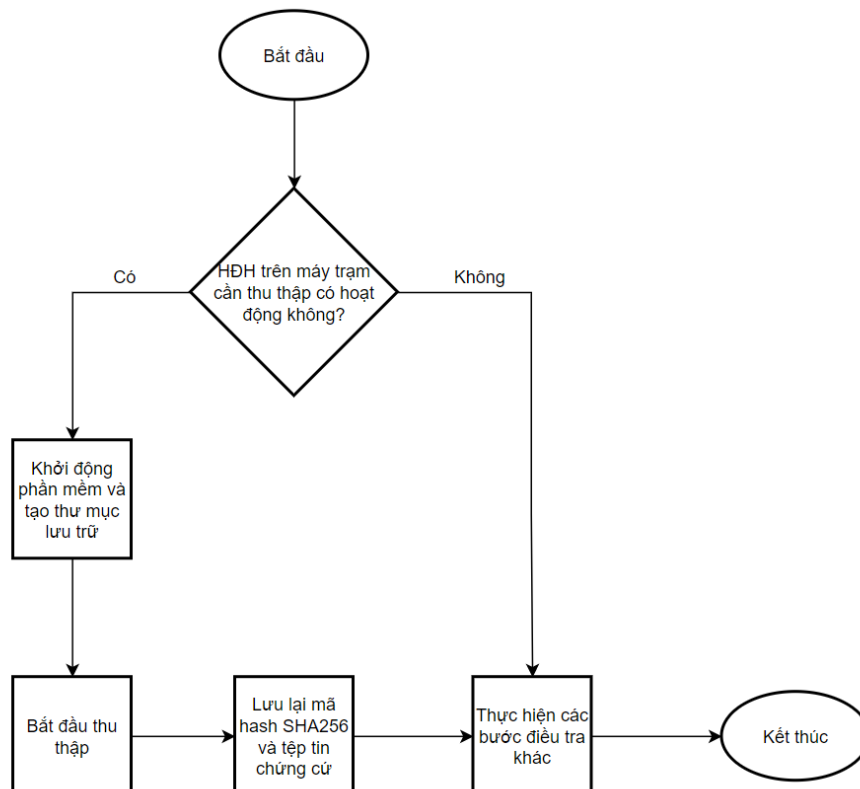 Bắt đầu
HĐH trên máy trạm
cần thu thập có hoạt
động không?
Có
Không
Khởi động
phần mềm và
tạo thư mục
lưu trữ
Bắt đầu thu
thập
Lưu lại mã
hash SHA256
và tệp tin
chứng cứ
Thực hiện các
bước điều tra
khác
Kết thúc